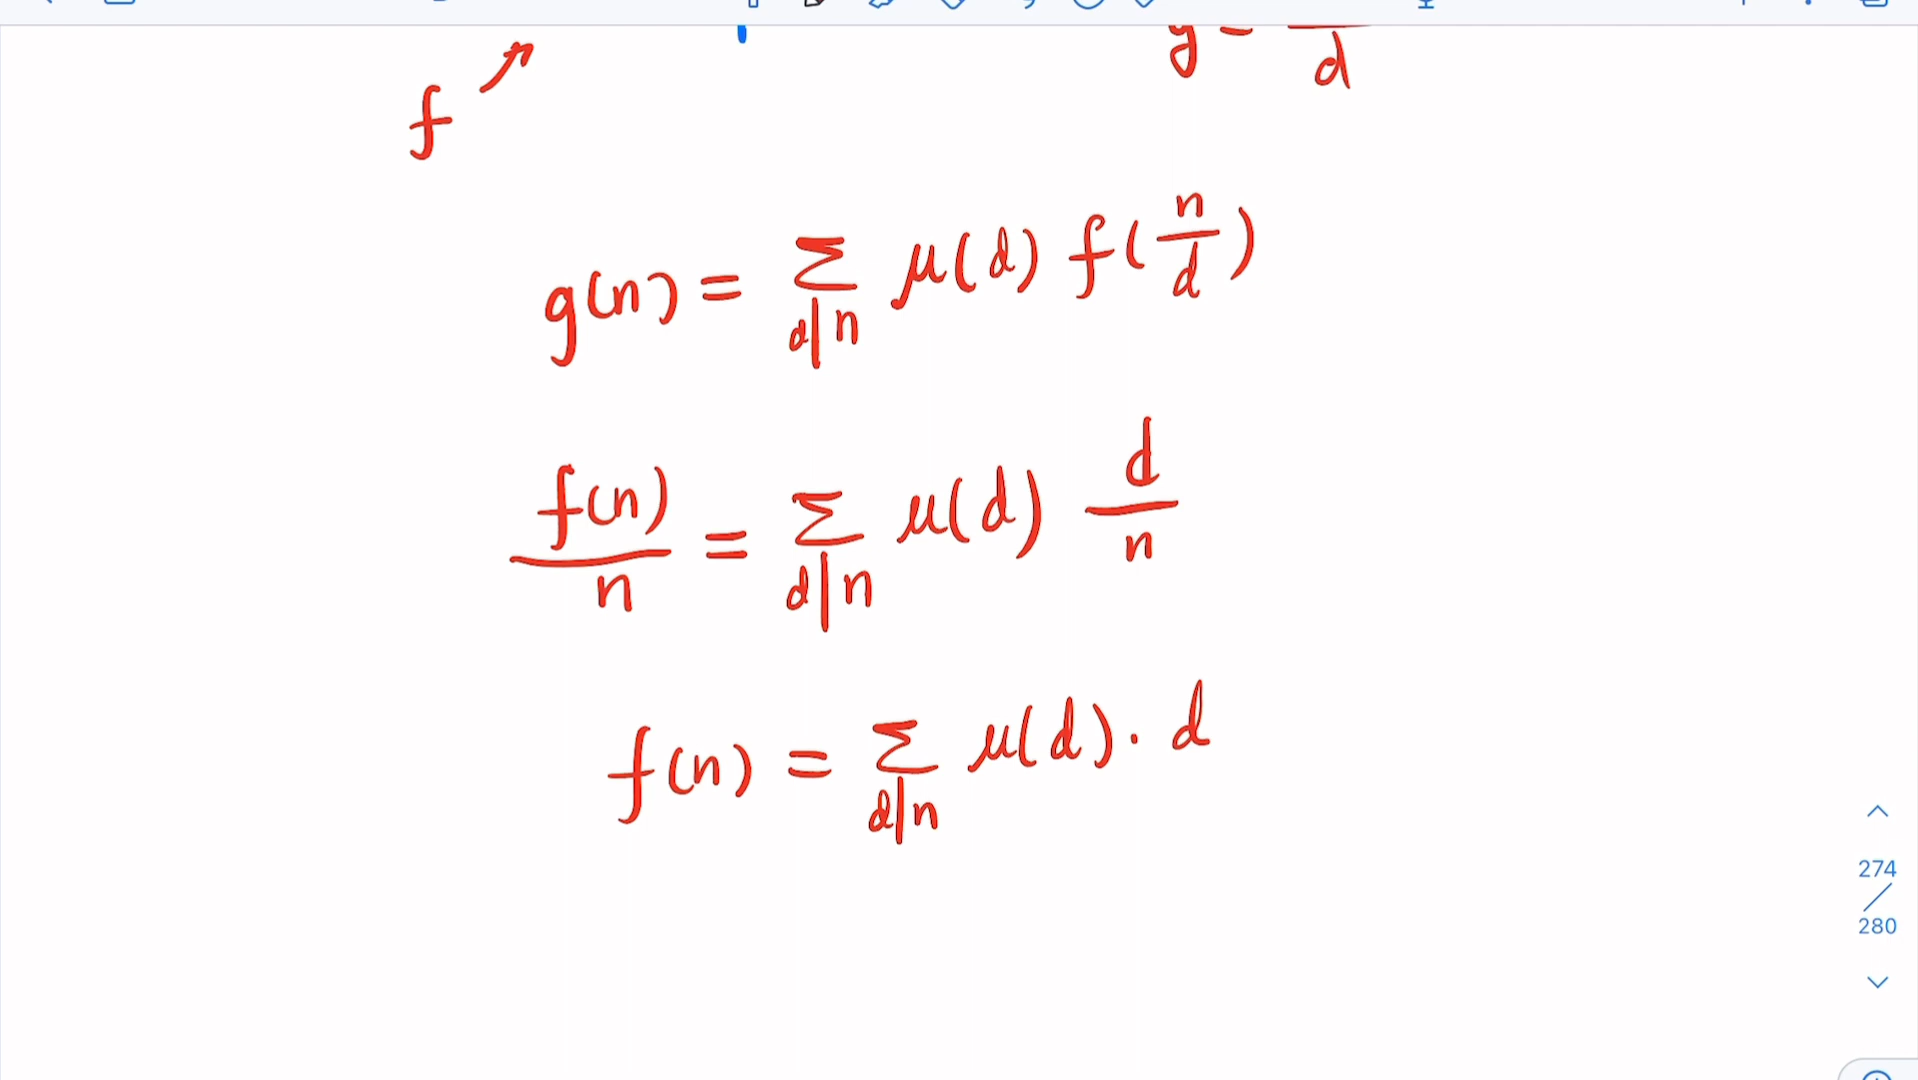 y = — / d
f
g(n) = Σ_{d|n} μ(d) f(n/d)
f(n)/n = Σ_{d|n} μ(d) d/n
f(n) = Σ_{d|n} μ(d) · d
274
/
280